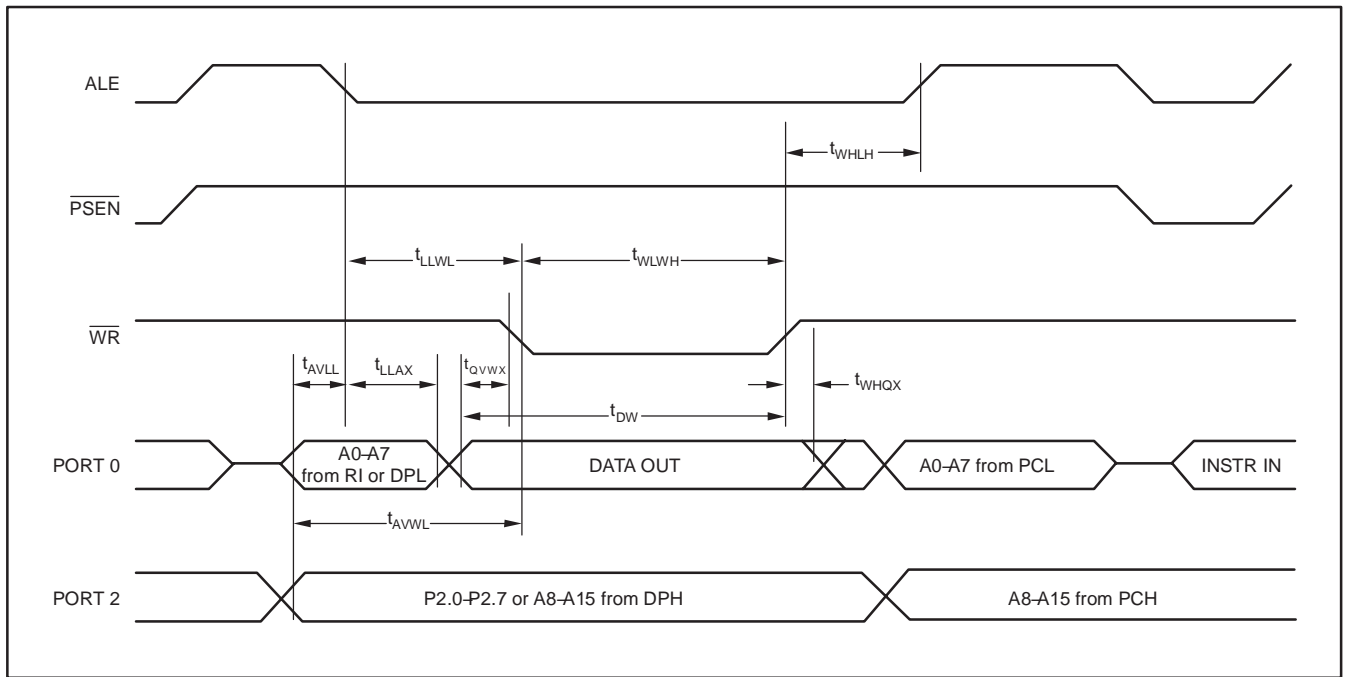 ALE
tWHLH
PSEN
tLLWL
tWLWH
WR
tAVLL
tLLAX
tQVWX
tWHQX
tDW
PORT 0
A0-A7
from RI or DPL
DATA OUT
A0-A7 from PCL
INSTR IN
tAVWL
PORT 2
P2.0-P2.7 or A8-A15 from DPH
A8-A15 from PCH